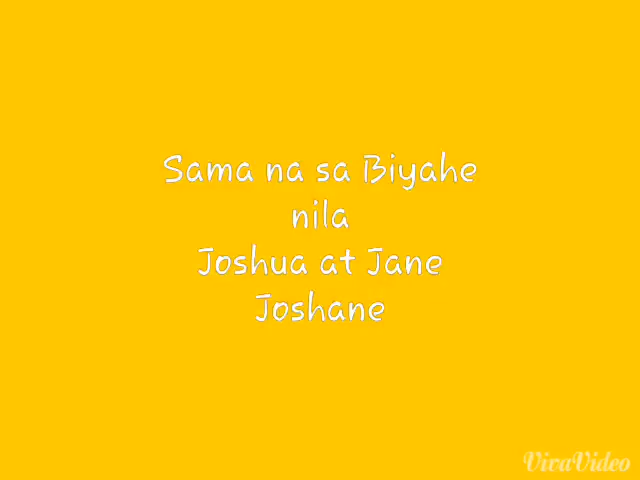 Sama na sa Biyahe
nila
Joshua at Jane
Joshane
VivaVideo